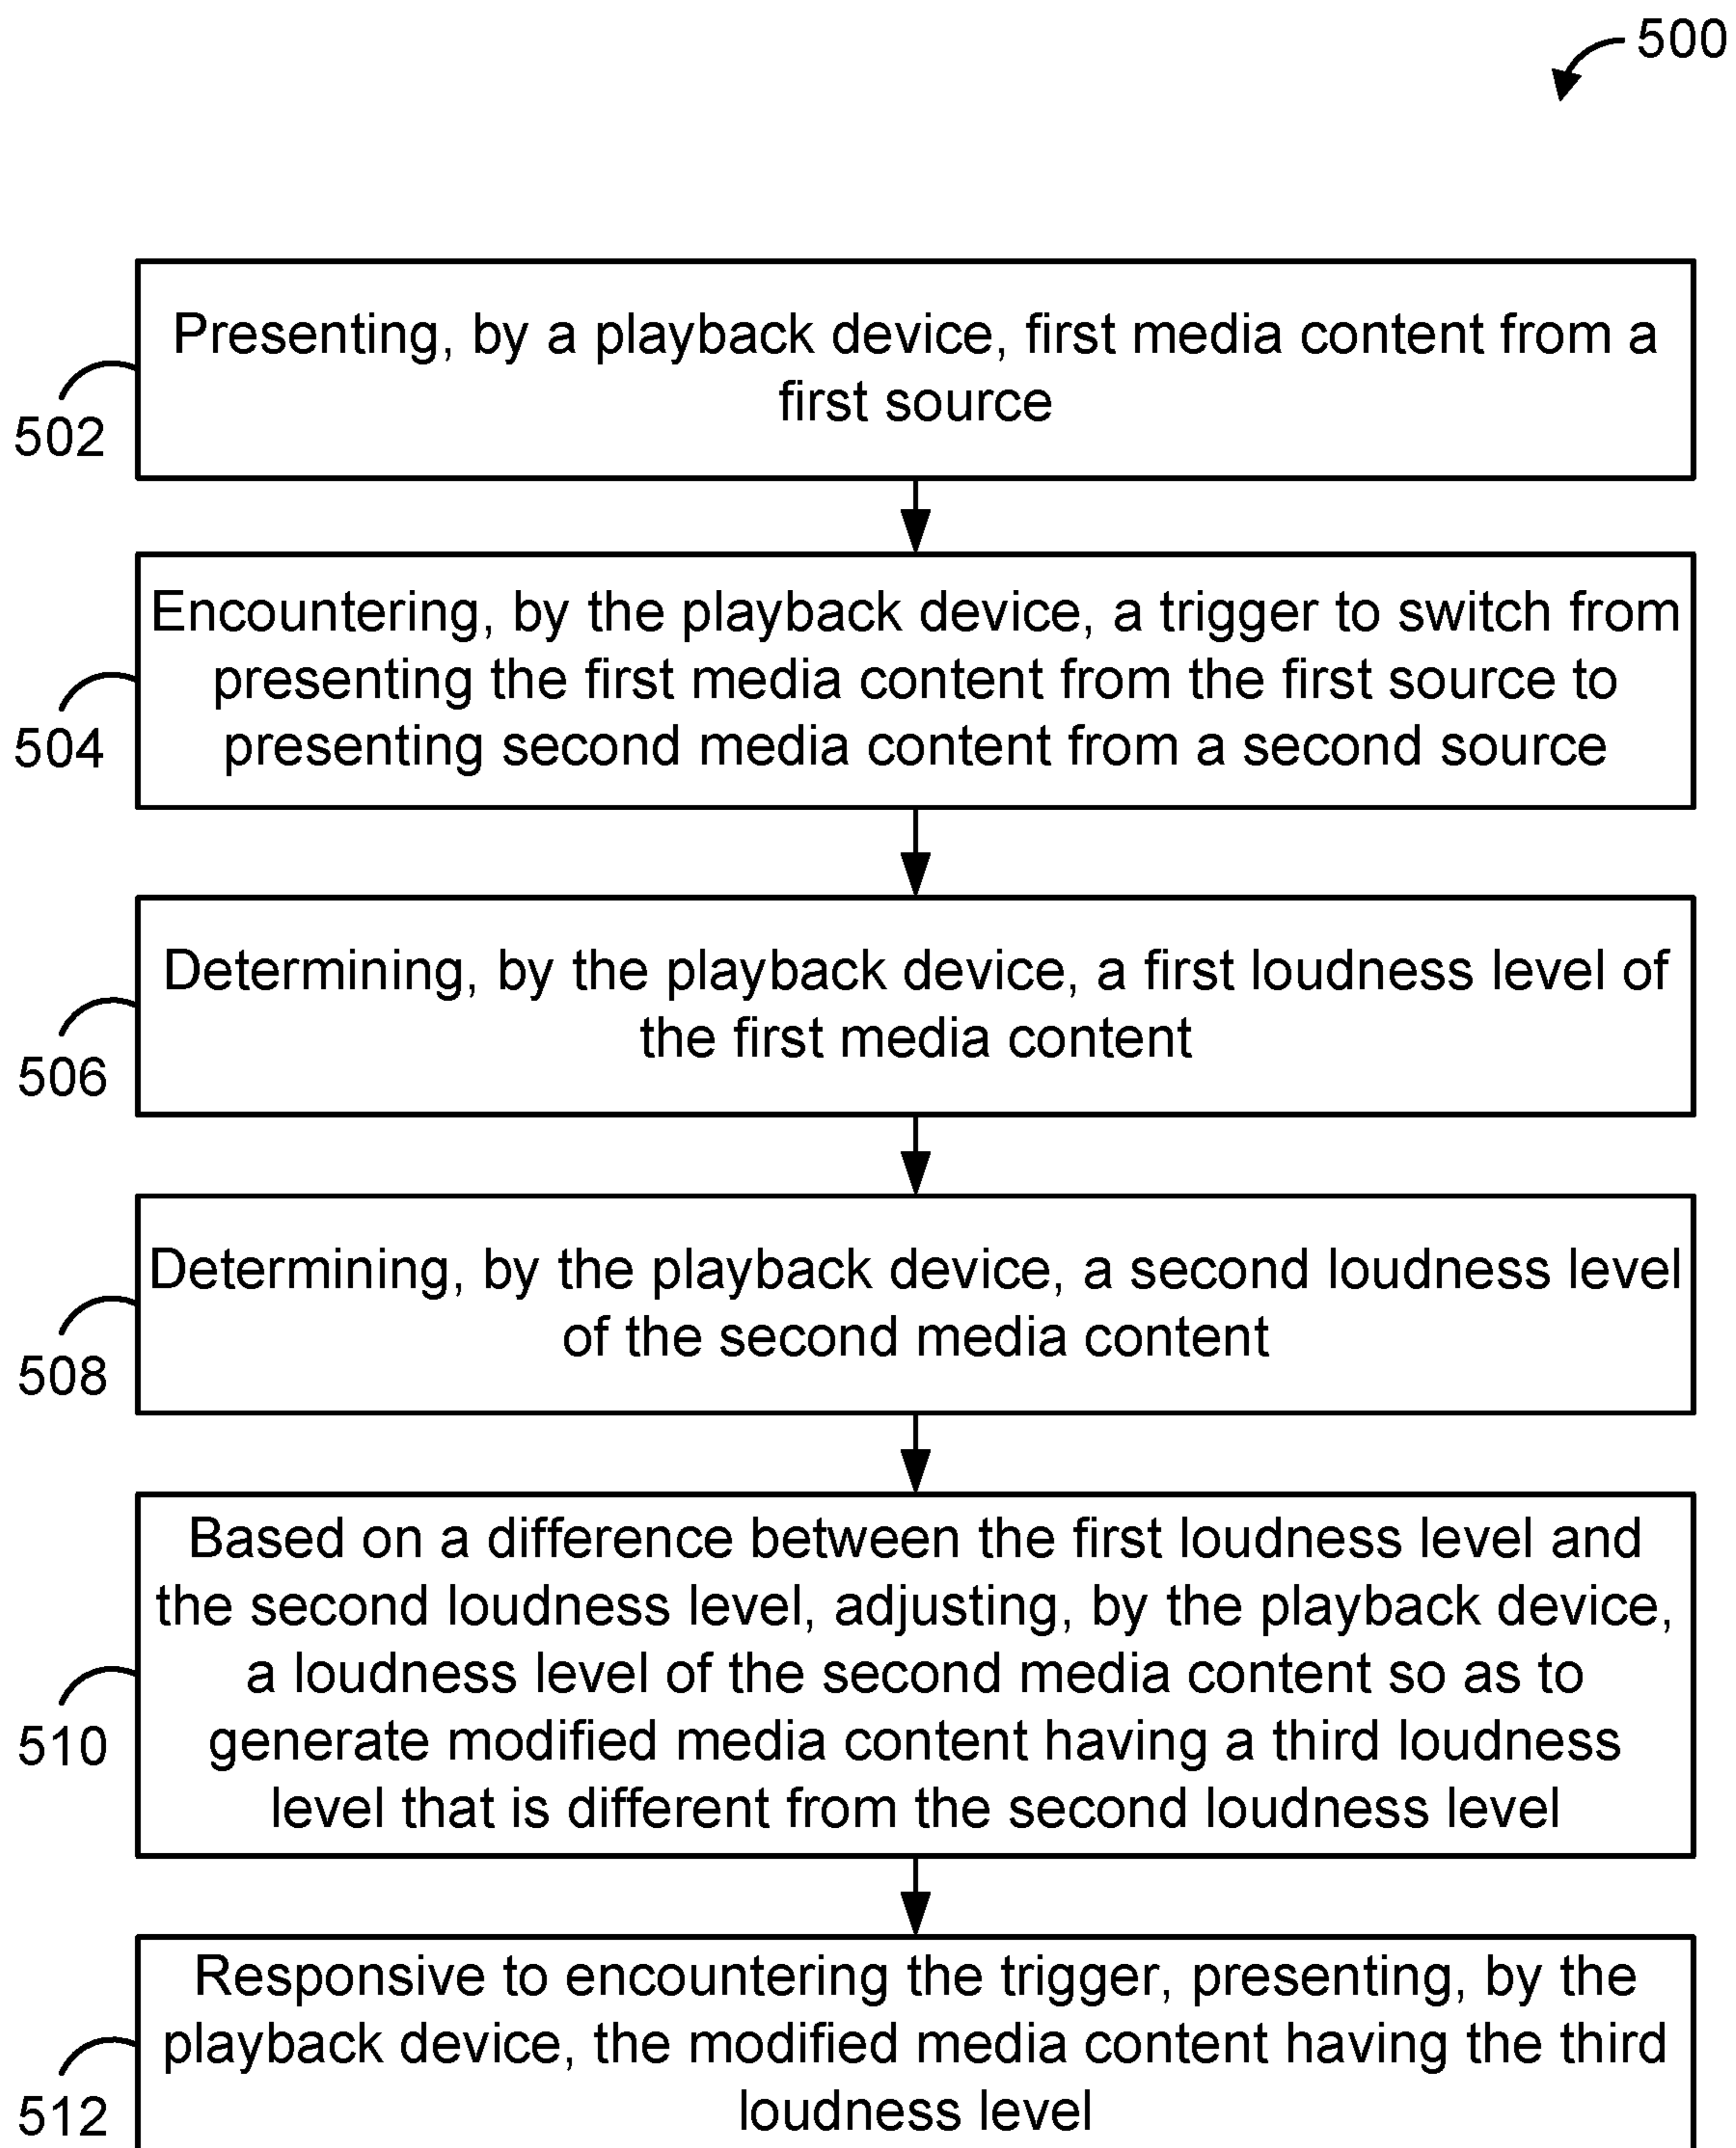 500
Presenting, by a playback device, first media content from a
first source
502
Encountering, by the playback device, a trigger to switch from
presenting the first media content from the first source to
presenting second media content from a second source
504
Determining, by the playback device, a first loudness level of
the first media content
506
Determining, by the playback device, a second loudness level
of the second media content
508
Based on a difference between the first loudness level and
the second loudness level, adjusting, by the playback device,
a loudness level of the second media content so as to
generate modified media content having a third loudness
level that is different from the second loudness level
510
Responsive to encountering the trigger, presenting, by the
playback device, the modified media content having the third
loudness level
512